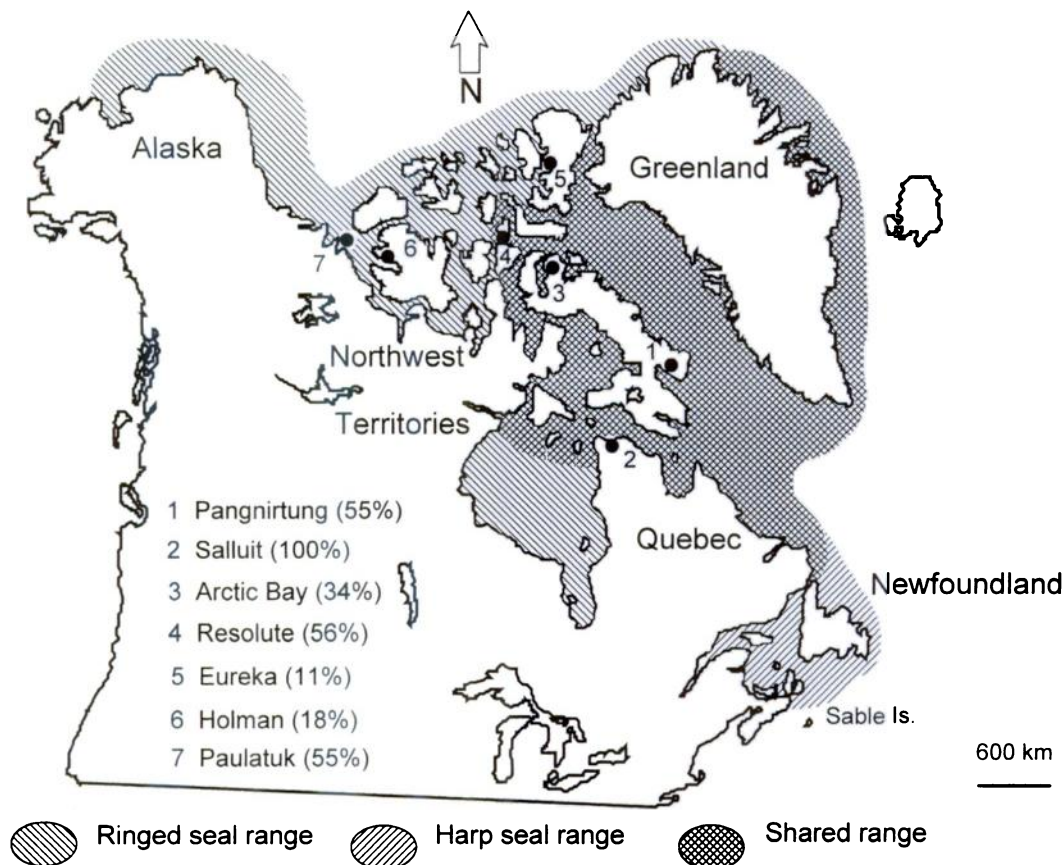 N
Alaska
Greenland
5
6
4
7
3
Northwest
1
Territories
2
1 Pangnirtung (55%)
Quebec
2 Salluit (100%)
Newfoundland
3 Arctic Bay (34%)
4 Resolute (56%)
5 Eureka (11%)
6 Holman (18%)
Sable Is.
7 Paulatuk (55%)
600 km
Ringed seal range
Harp seal range
Shared range